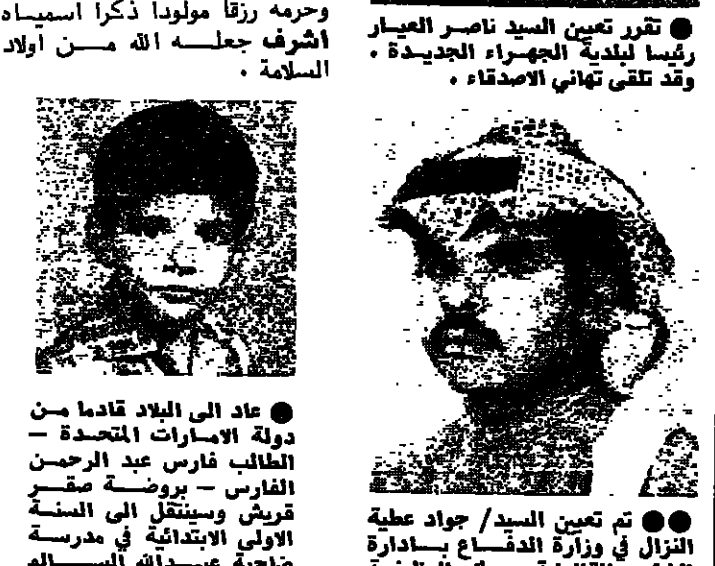 ● تقرر تعيين السيد ناصر العيار
رئيسا لبلدية الجهراء الجديدة .
وقد تلقى تهاني الاصدقاء .
●● تم تعيين السيد/ جواد عطية
النزال في وزارة الدفاع بادارة
وحرمه رزقا مولودا ذكرا اسمياه
اشرف جعله الله من اولاد
السلامة .
● عاد الى البلاد قادما من
دولة الامارات المتحدة —
الطالب فارس عبد الرحمن
الفارس — بروضة صقر
قريش وسينتقل الى السنة
الاولى الابتدائية في مدرسة
ضاحية عبدالله السالم